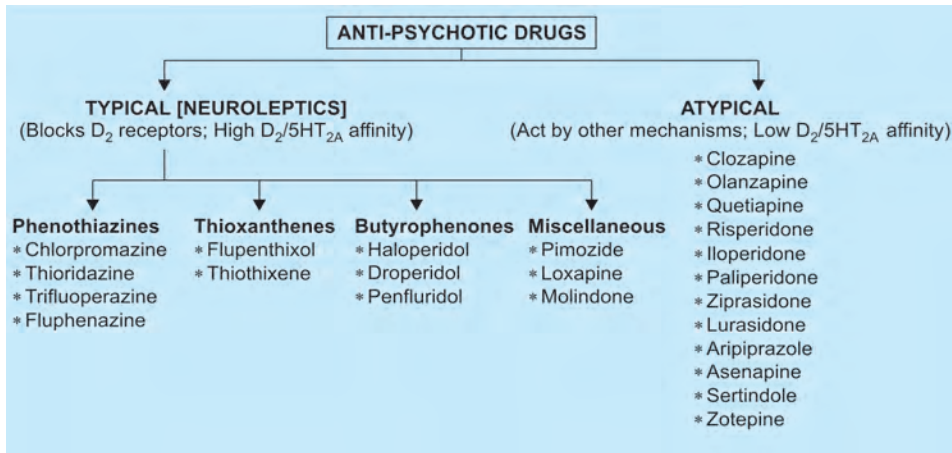 ANTI-PSYCHOTIC DRUGS
TYPICAL [NEUROLEPTICS]
(Blocks D₂ receptors; High D₂/5HT₂A affinity)
Phenothiazines
* Chlorpromazine
* Thioridazine
* Trifluoperazine
* Fluphenazine
Thioxanthenes
* Flupenthixol
* Thiothixene
Butyrophenones
* Haloperidol
* Droperidol
* Penfluridol
Miscellaneous
* Pimozide
* Loxapine
* Molindone
ATYPICAL
(Act by other mechanisms; Low D₂/5HT₂A affinity)
* Clozapine
* Olanzapine
* Quetiapine
* Risperidone
* Iloperidone
* Paliperidone
* Ziprasidone
* Lurasidone
* Aripiprazole
* Asenapine
* Sertindole
* Zotepine